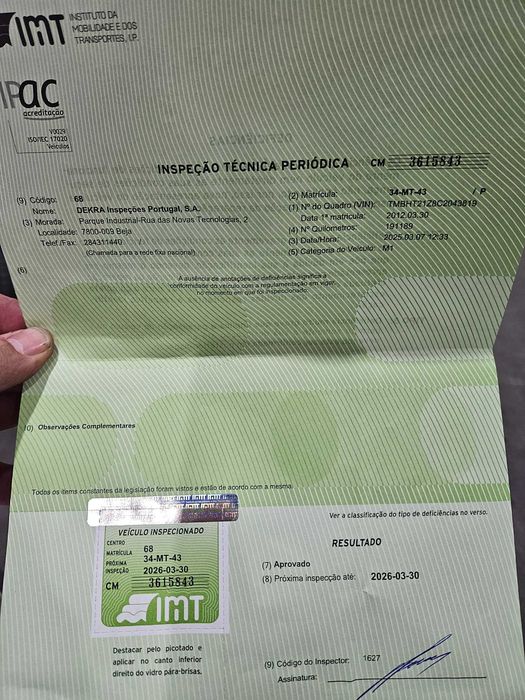 IMT INSTITUTO DA
MOBILIDADE E DOS
TRANSPORTES, I.P.
IPAC
acreditação
V0029
ISO/IEC 17020
Veículos
INSPEÇÃO TÉCNICA PERIÓDICA CM 3615843
(9) Código: 68
Nome: DEKRA Inspeções Portugal, S.A.
(3) Morada: Parque Industrial-Rua das Novas Tecnologias, 2
Localidade: 7800-009 Beja
Telef./Fax: 284311440 /
(Chamada para a rede fixa nacional)
(2) Matrícula: 34-MT-43 / P
(1) Nº do Quadro (VIN): TMBHT21Z8C2043819
Data 1ª matrícula: 2012.03.30
(4) Nº Quilómetros: 191169
(3) Data/Hora: 2025.03.07 12:33
(5) Categoria do Veículo: M1
(6)
A ausência de anotações de deficiências significa a
conformidade do veículo com a regulamentação em vigor
no momento em que foi inspeccionado.
(10) Observações Complementares
Todos os itens constantes da legislação foram vistos e estão de acordo com a mesma.
Ver a classificação do tipo de deficiências no verso.
VEÍCULO INSPECIONADO
CENTRO 68
MATRÍCULA 34-MT-43
PRÓXIMA
INSPEÇÃO 2026-03-30
CM 3615843
IMT
RESULTADO
(7) Aprovado
(8) Próxima inspecção até: 2026-03-30
Destacar pelo picotado e
aplicar no canto inferior
direito do vidro pára-brisas.
(9) Código do Inspector: 1627
Assinatura: